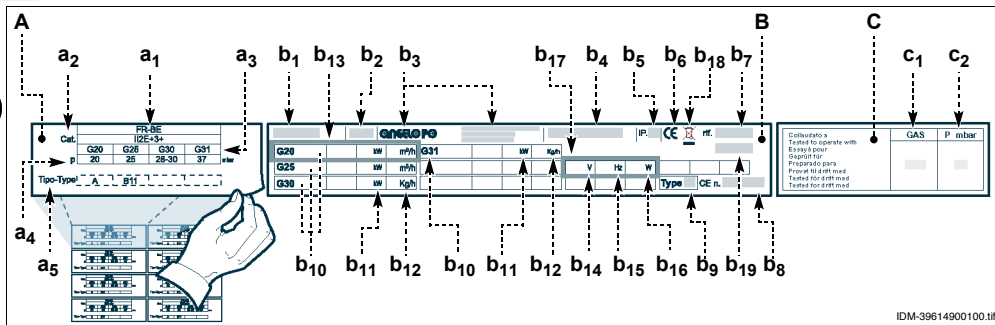 A
a2
a1
a3
b1
b13
b2
b3
b17
b4
b5
b6
b18
b7
B
C
c1
c2
FR-BE
Cat. II2E+3+
G20 G25 G30 G31
p 20 25 28-30 37 mbar
Tipo-Type A B11
ANGELO PO IP. CE rif.
G20 kW m³/h G31 kW Kg/h
G25 kW m³/h V Hz W
G30 kW Kg/h Type CE n.
Collaudato a
Tested to operate with
Essayé pour
Geprüft für
Preparado para
Provet til drift med
Tested för drift med
Tested for drift med
GAS P mbar
a4
a5
b10
b11
b12
b10
b11
b12
b14
b15
b16
b9
b19
b8
IDM-39614900100.tif